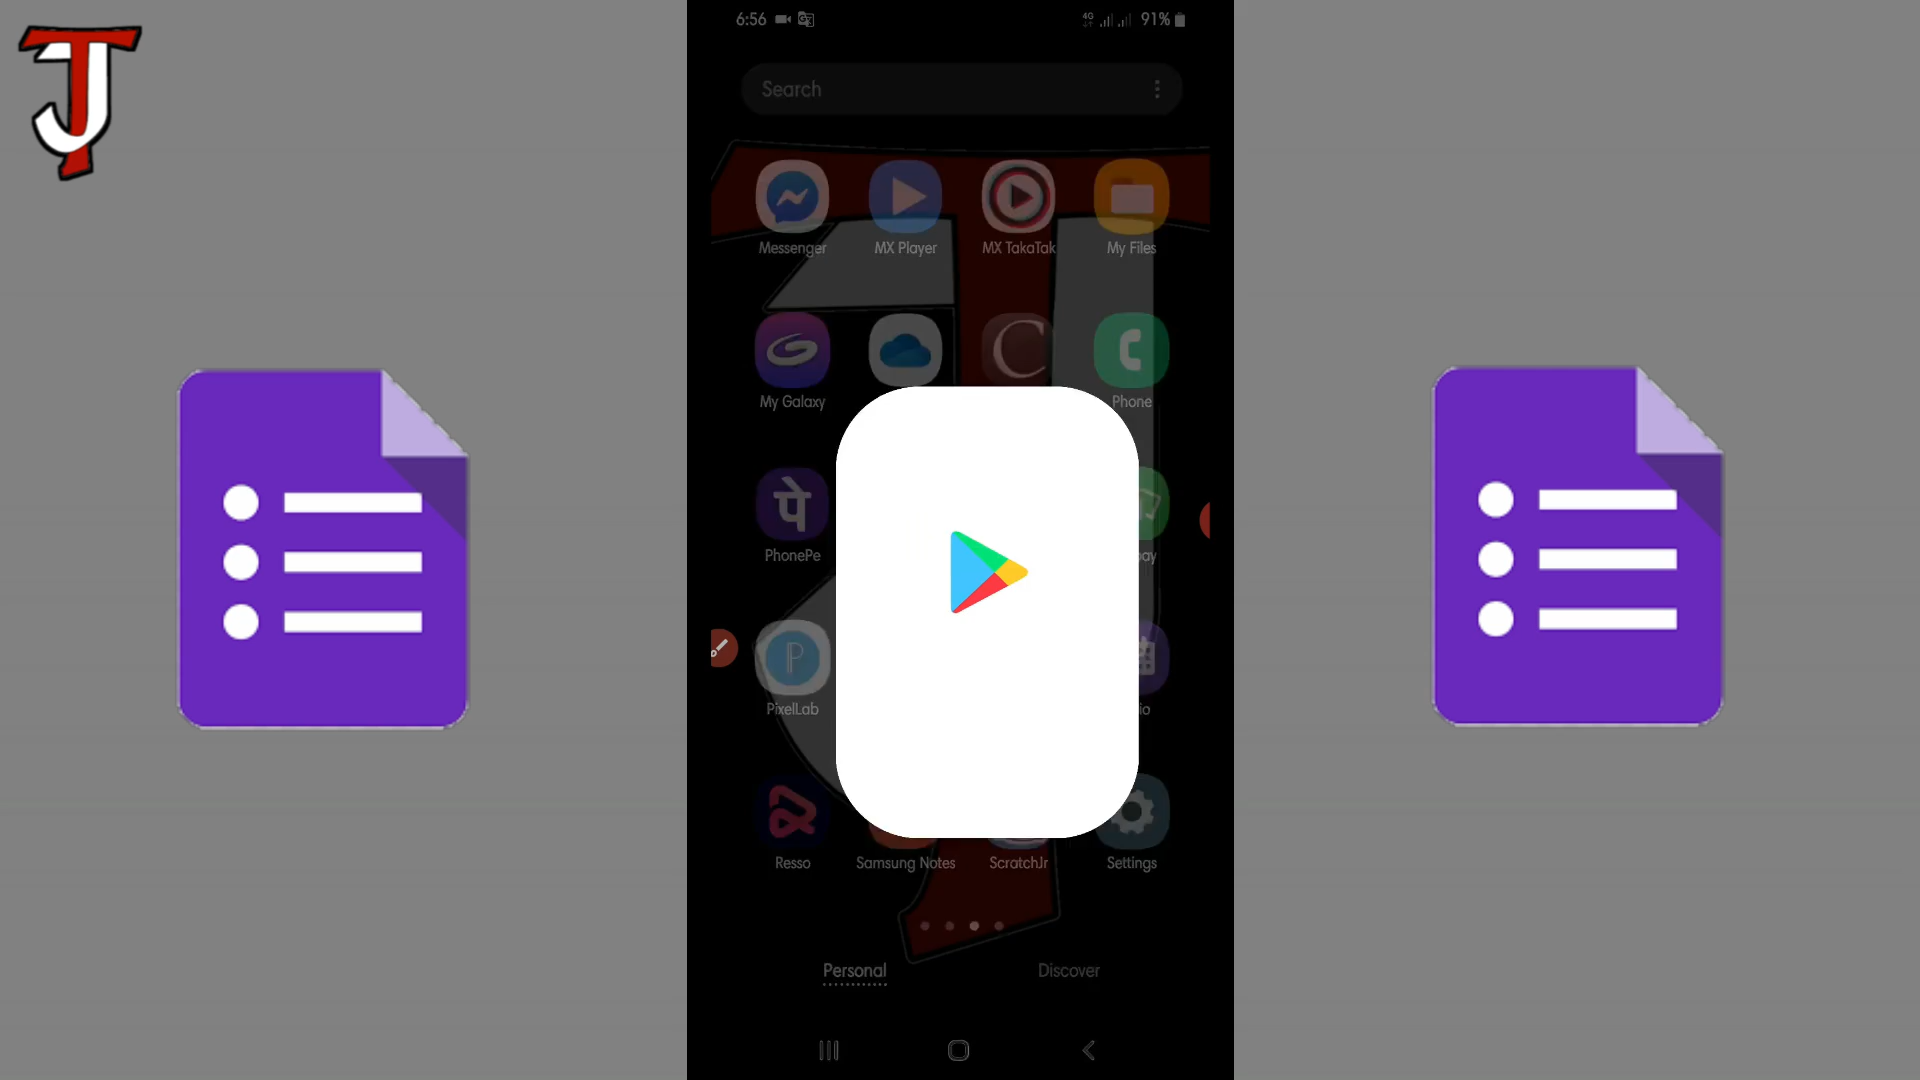 6:56
4G 91%
Search
Messenger MX Player MX TakaTak My Files
My Galaxy Phone
पे
PhonePe
PixelLab
Resso Samsung Notes ScratchJr Settings
Personal Discover